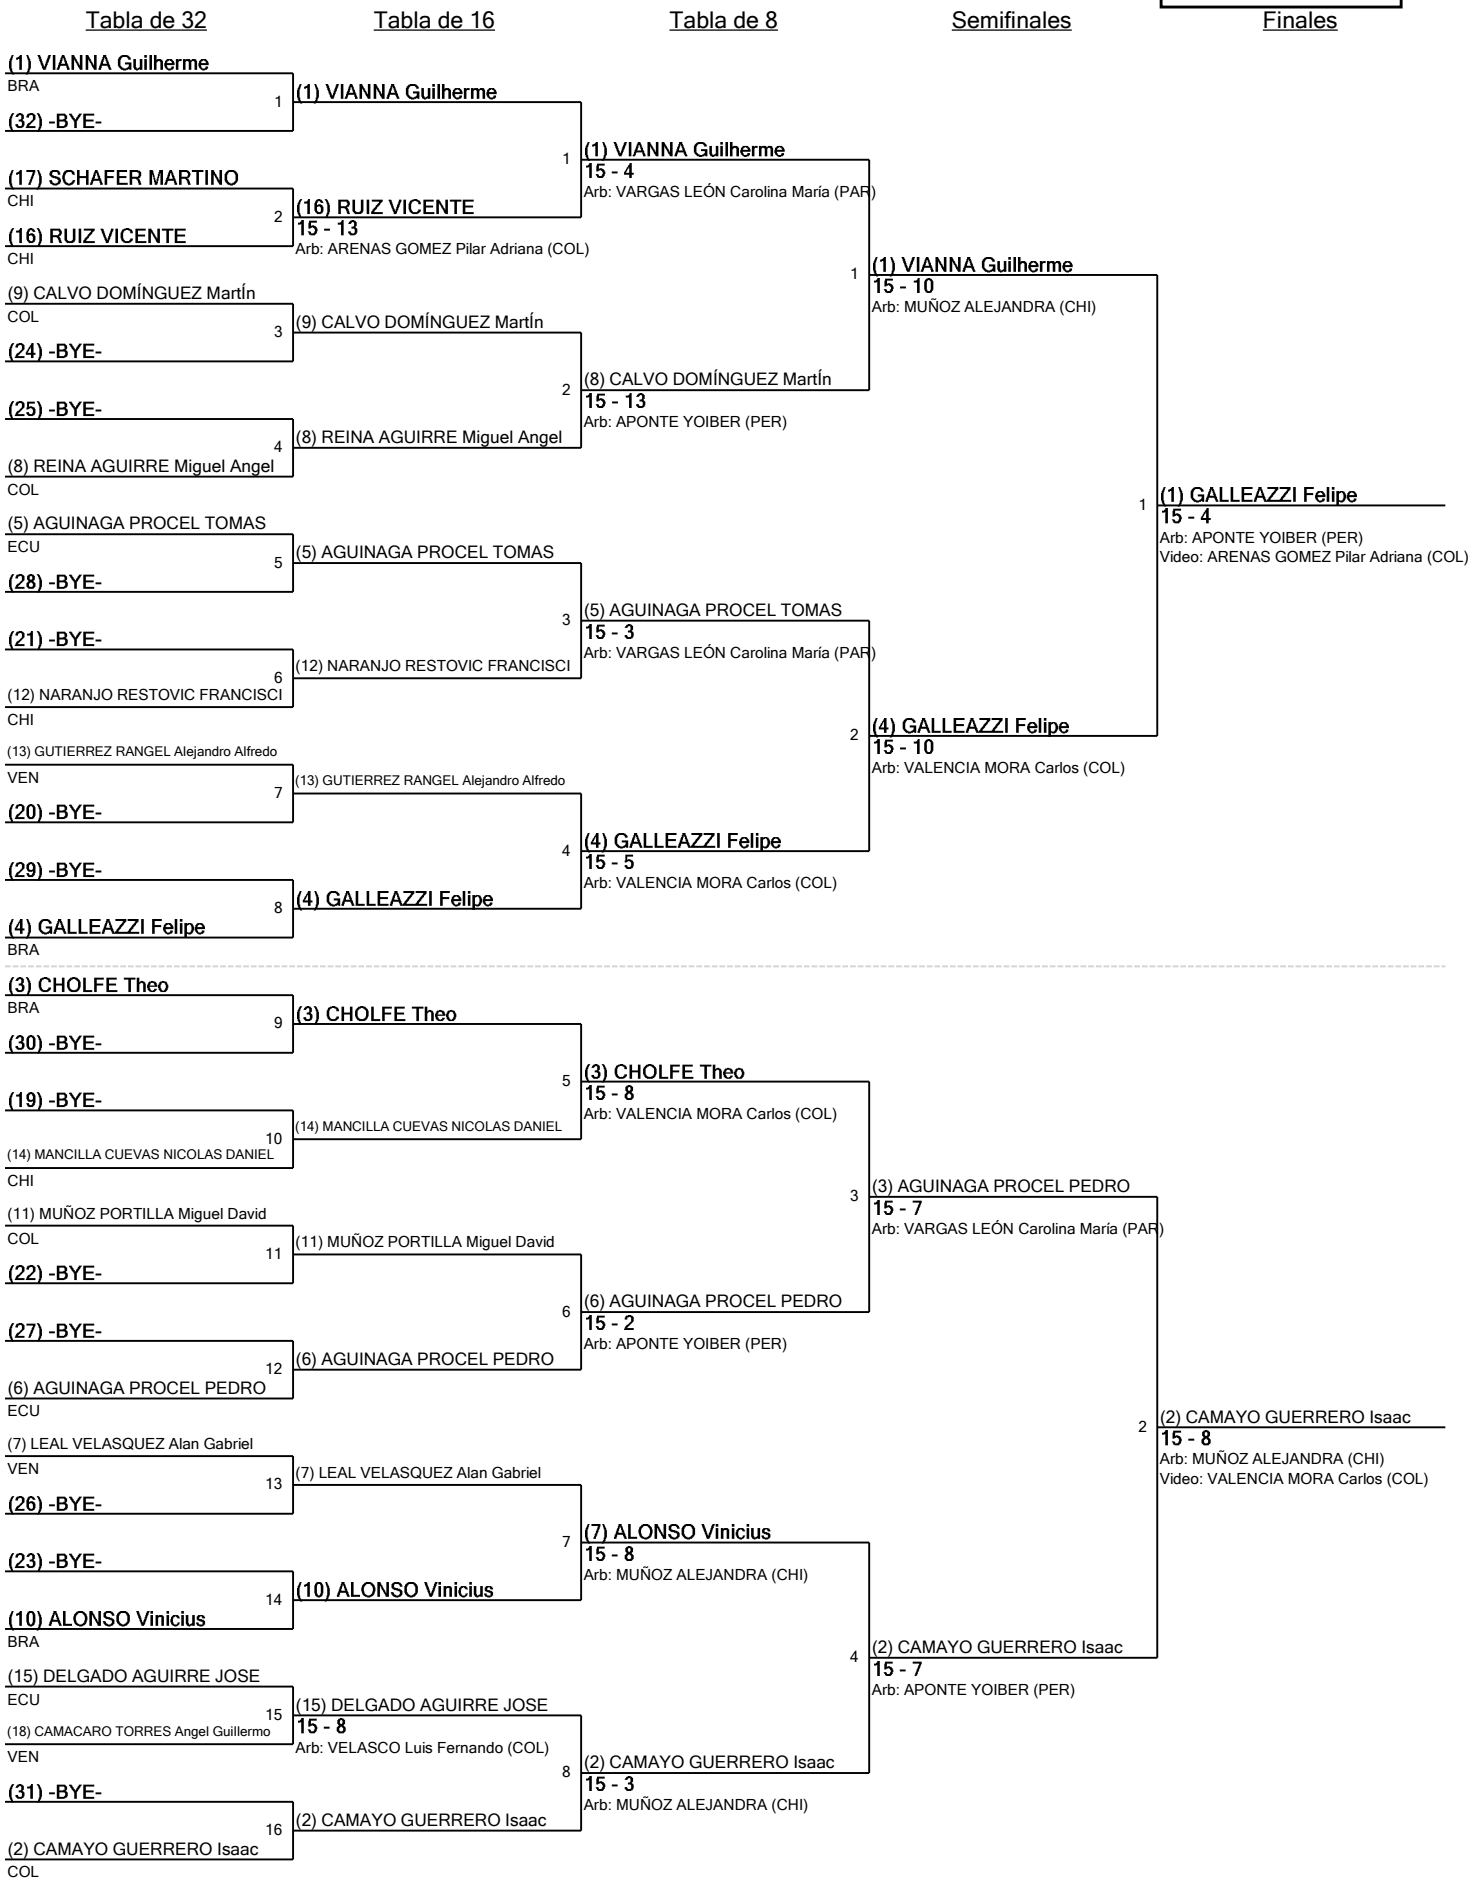 Tabla de 32
Tabla de 16
Tabla de 8
Semifinales
Finales
(1) VIANNA Guilherme
BRA
(32) -BYE-
(17) SCHAFER MARTINO
CHI
(16) RUIZ VICENTE
CHI
(9) CALVO DOMÍNGUEZ MartÍn
COL
(24) -BYE-
(25) -BYE-
(8) REINA AGUIRRE Miguel Angel
COL
(5) AGUINAGA PROCEL TOMAS
ECU
(28) -BYE-
(21) -BYE-
(12) NARANJO RESTOVIC FRANCISCI
CHI
(13) GUTIERREZ RANGEL Alejandro Alfredo
VEN
(20) -BYE-
(29) -BYE-
(4) GALLEAZZI Felipe
BRA
(3) CHOLFE Theo
BRA
(30) -BYE-
(19) -BYE-
(14) MANCILLA CUEVAS NICOLAS DANIEL
CHI
(11) MUÑOZ PORTILLA Miguel David
COL
(22) -BYE-
(27) -BYE-
(6) AGUINAGA PROCEL PEDRO
ECU
(7) LEAL VELASQUEZ Alan Gabriel
VEN
(26) -BYE-
(23) -BYE-
(10) ALONSO Vinicius
BRA
(15) DELGADO AGUIRRE JOSE
ECU
(18) CAMACARO TORRES Angel Guillermo
VEN
(31) -BYE-
(2) CAMAYO GUERRERO Isaac
COL
1
(1) VIANNA Guilherme
2
(16) RUIZ VICENTE
15 - 13
Arb: ARENAS GOMEZ Pilar Adriana (COL)
3
(9) CALVO DOMÍNGUEZ MartÍn
4
(8) REINA AGUIRRE Miguel Angel
5
(5) AGUINAGA PROCEL TOMAS
6
(12) NARANJO RESTOVIC FRANCISCI
7
(13) GUTIERREZ RANGEL Alejandro Alfredo
8
(4) GALLEAZZI Felipe
9
(3) CHOLFE Theo
10
(14) MANCILLA CUEVAS NICOLAS DANIEL
11
(11) MUÑOZ PORTILLA Miguel David
12
(6) AGUINAGA PROCEL PEDRO
13
(7) LEAL VELASQUEZ Alan Gabriel
14
(10) ALONSO Vinicius
15
(15) DELGADO AGUIRRE JOSE
15 - 8
Arb: VELASCO Luis Fernando (COL)
16
(2) CAMAYO GUERRERO Isaac
1
(1) VIANNA Guilherme
15 - 4
Arb: VARGAS LEÓN Carolina María (PAR)
2
(8) CALVO DOMÍNGUEZ MartÍn
15 - 13
Arb: APONTE YOIBER (PER)
3
(5) AGUINAGA PROCEL TOMAS
15 - 3
Arb: VARGAS LEÓN Carolina María (PAR)
4
(4) GALLEAZZI Felipe
15 - 5
Arb: VALENCIA MORA Carlos (COL)
5
(3) CHOLFE Theo
15 - 8
Arb: VALENCIA MORA Carlos (COL)
6
(6) AGUINAGA PROCEL PEDRO
15 - 2
Arb: APONTE YOIBER (PER)
7
(7) ALONSO Vinicius
15 - 8
Arb: MUÑOZ ALEJANDRA (CHI)
8
(2) CAMAYO GUERRERO Isaac
15 - 3
Arb: MUÑOZ ALEJANDRA (CHI)
1
(1) VIANNA Guilherme
15 - 10
Arb: MUÑOZ ALEJANDRA (CHI)
2
(4) GALLEAZZI Felipe
15 - 10
Arb: VALENCIA MORA Carlos (COL)
3
(3) AGUINAGA PROCEL PEDRO
15 - 7
Arb: VARGAS LEÓN Carolina María (PAR)
4
(2) CAMAYO GUERRERO Isaac
15 - 7
Arb: APONTE YOIBER (PER)
1
(1) GALLEAZZI Felipe
15 - 4
Arb: APONTE YOIBER (PER)
Video: ARENAS GOMEZ Pilar Adriana (COL)
2
(2) CAMAYO GUERRERO Isaac
15 - 8
Arb: MUÑOZ ALEJANDRA (CHI)
Video: VALENCIA MORA Carlos (COL)